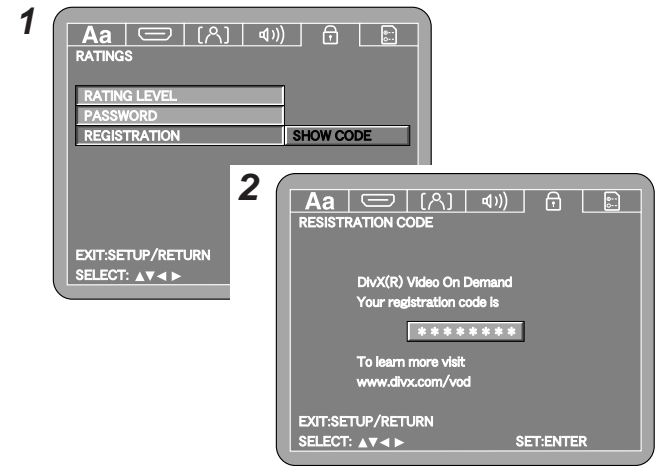 1
Aa
RATINGS
RATING LEVEL
PASSWORD
REGISTRATION SHOW CODE
EXIT:SETUP/RETURN
SELECT: ▲▼◄►
2
Aa
RESISTRATION CODE
DivX(R) Video On Demand
Your registration code is
********
To learn more visit
www.divx.com/vod
EXIT:SETUP/RETURN
SELECT: ▲▼◄► SET:ENTER